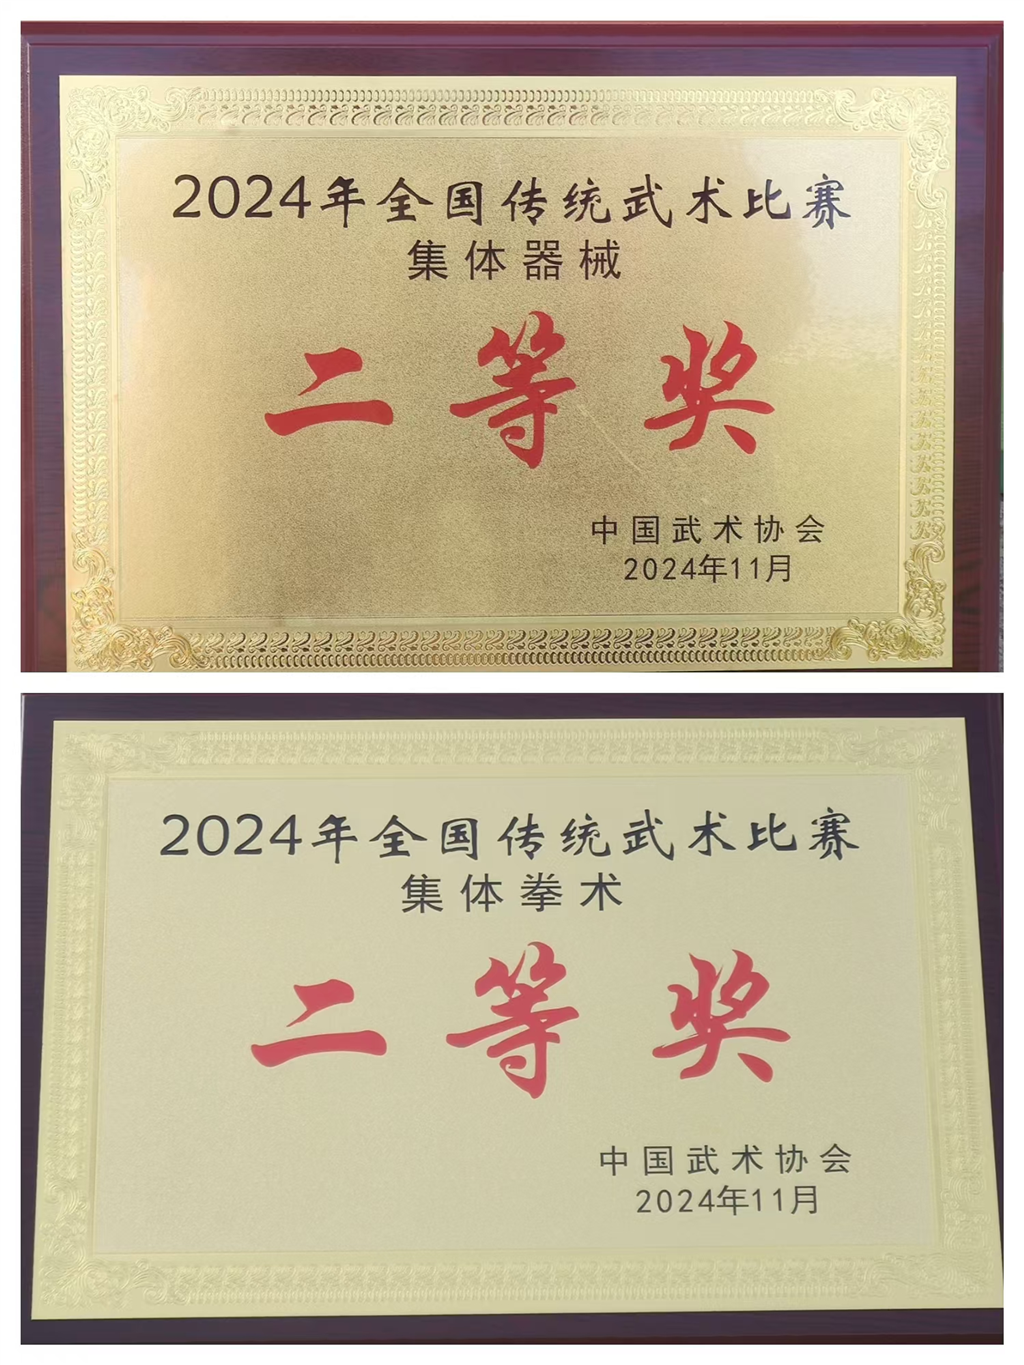 2024年全国传统武术比赛
集体器械
二等奖
中国武术协会
2024年11月
2024年全国传统武术比赛
集体拳术
二等奖
中国武术协会
2024年11月